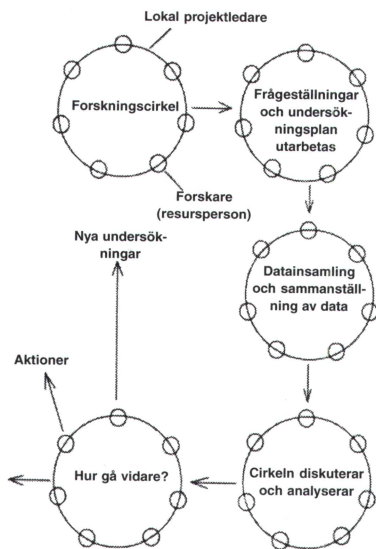 Lokal projektledare
Forskningscirkel
Frågeställningar
och undersök-
ningsplan
utarbetas
Forskare
(resursperson)
Nya undersök-
ningar
Datainsamling
och sammanställ-
ning av data
Aktioner
Hur gå vidare?
Cirkeln diskuterar
och analyserar